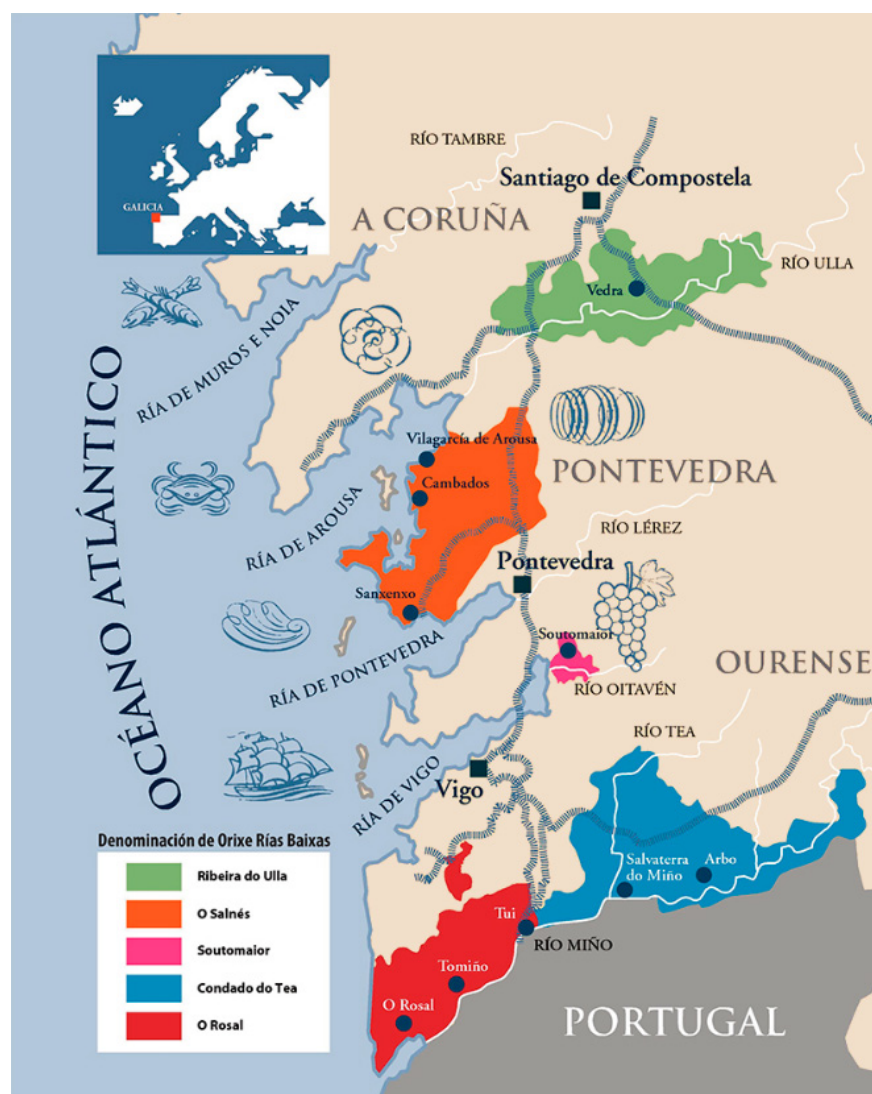 GALICIA
RÍO TAMBRE
Santiago de Compostela
A CORUÑA
RÍO ULLA
Vedra
RÍA DE MUROS E NOIA
OCÉANO ATLÁNTICO
Vilagarcía de Arousa
PONTEVEDRA
Cambados
RÍA DE AROUSA
RÍO LÉREZ
Pontevedra
Sanxenxo
Soutomaior
RÍA DE PONTEVEDRA
OURENSE
RÍO OITAVÉN
RÍO TEA
Vigo
RÍA DE VIGO
Denominación de Orixe Rías Baixas
Ribeira do Ulla
O Salnés
Soutomaior
Condado do Tea
O Rosal
Salvaterra
do Miño
Arbo
Tui
RÍO MIÑO
Tomiño
O Rosal
PORTUGAL